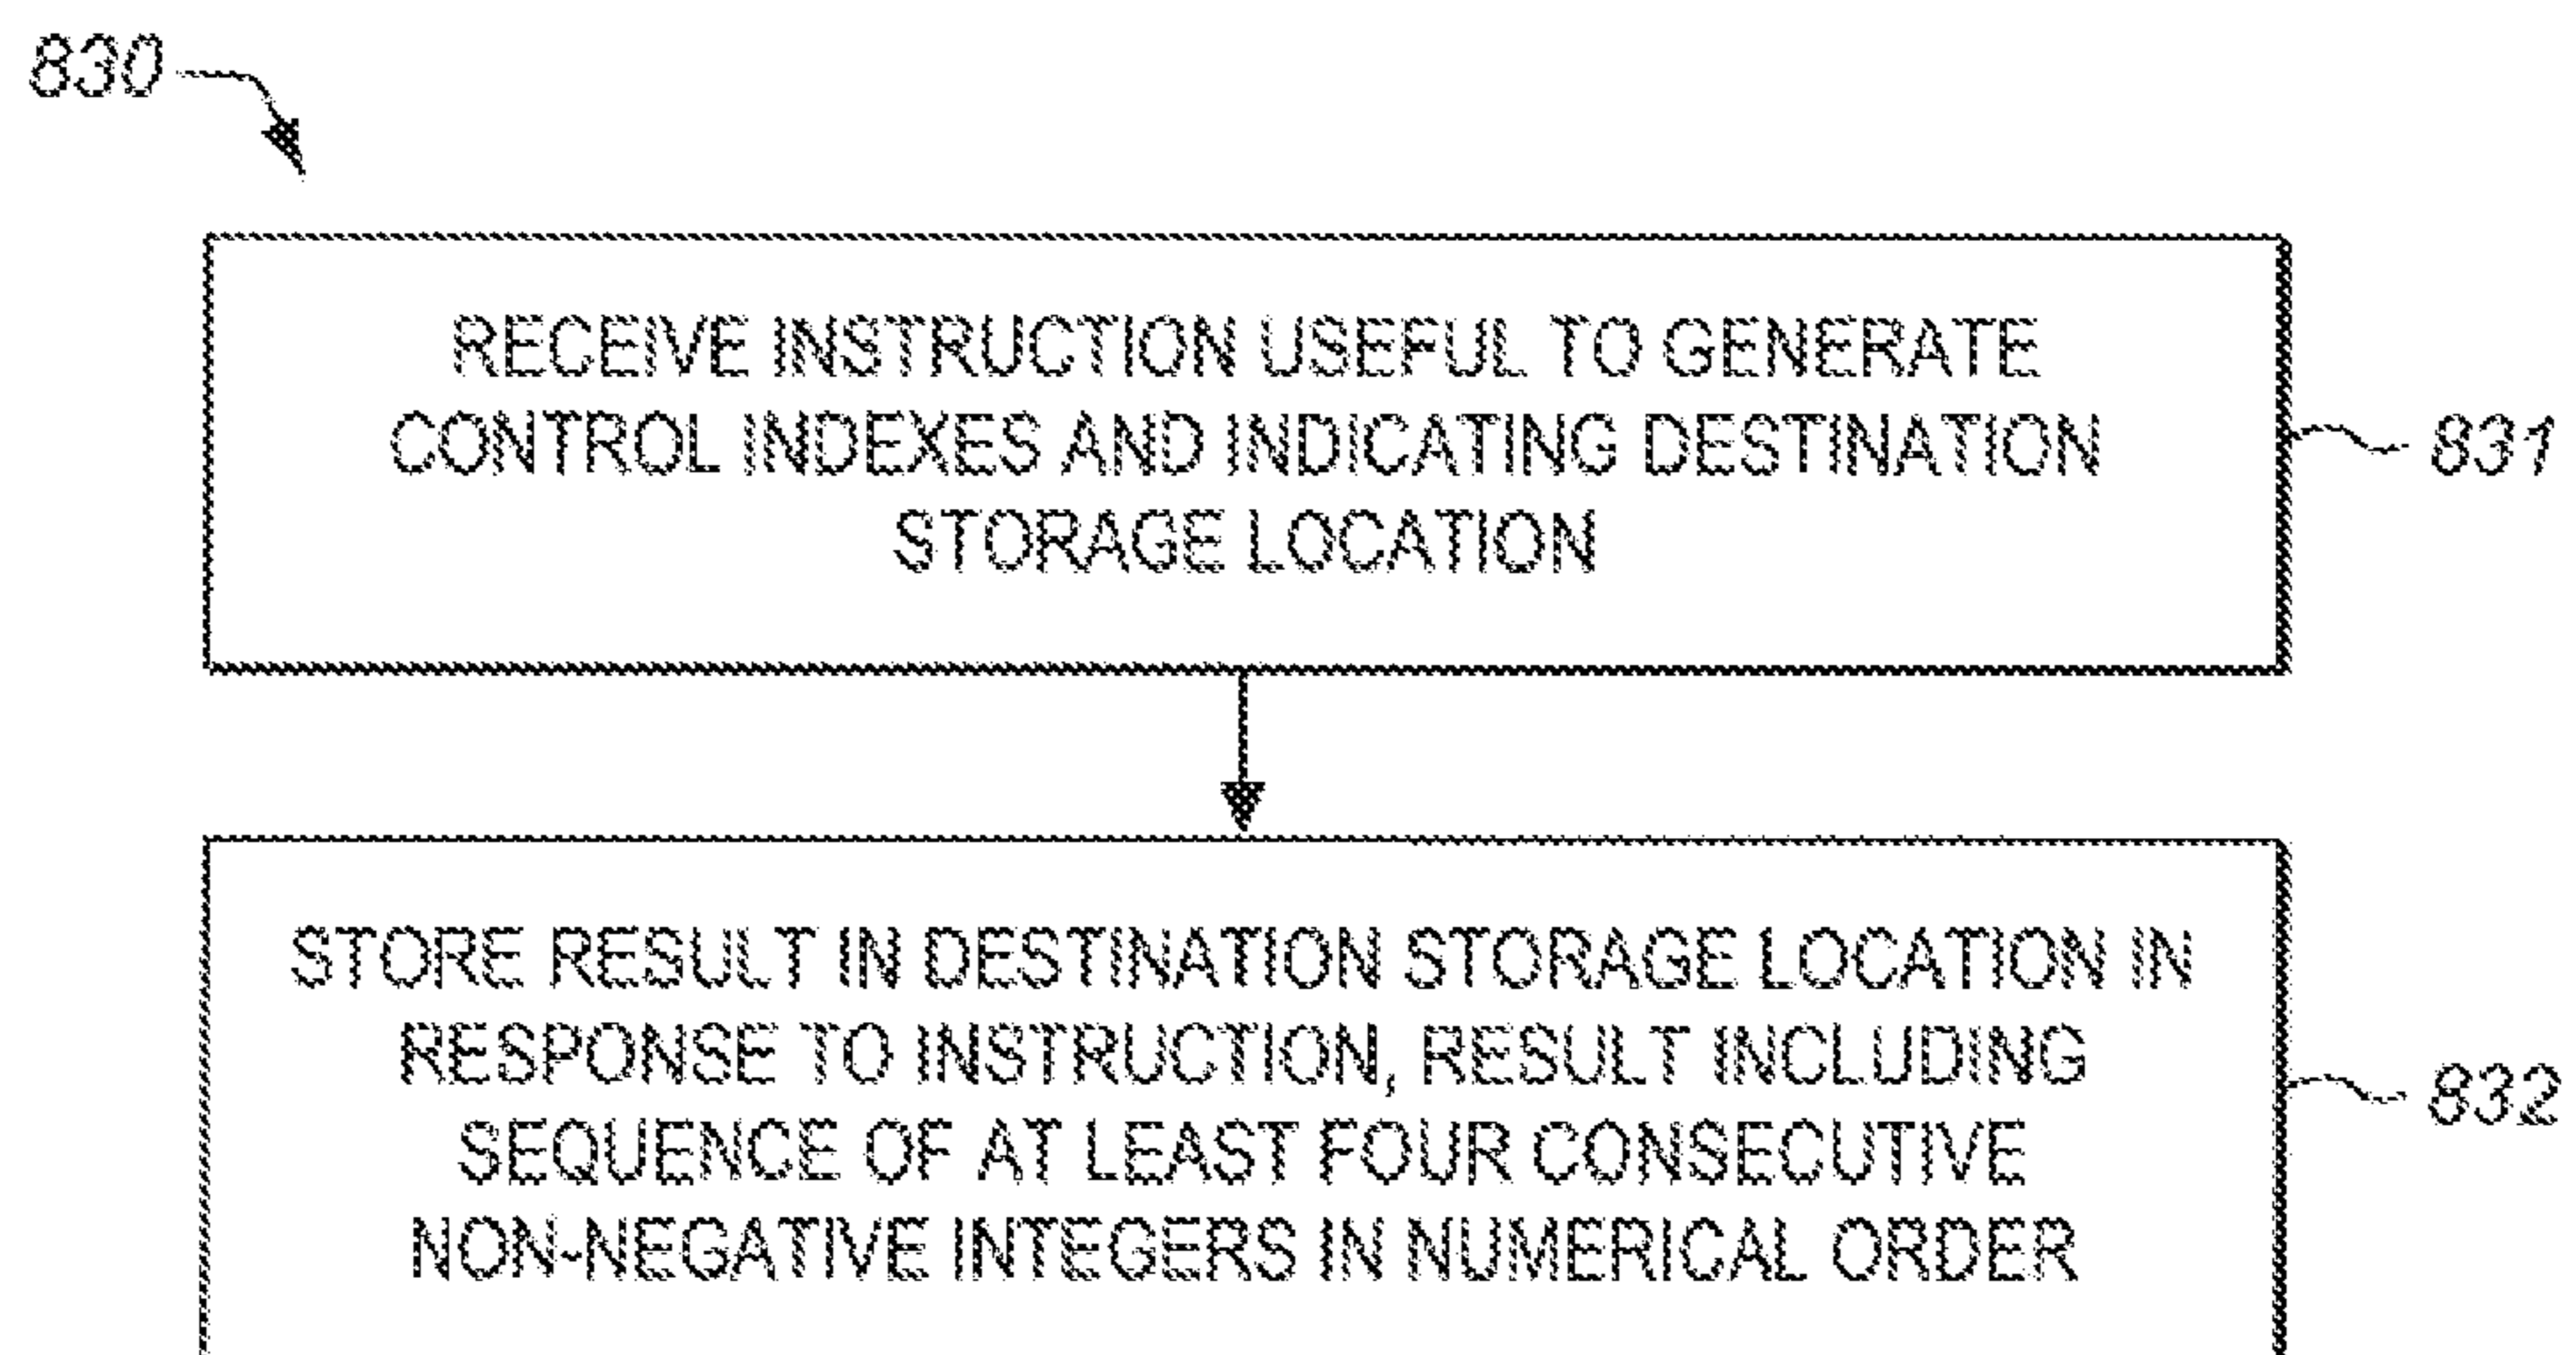 830
RECEIVE INSTRUCTION USEFUL TO GENERATE
CONTROL INDEXES AND INDICATING DESTINATION
STORAGE LOCATION
831
STORE RESULT IN DESTINATION STORAGE LOCATION IN
RESPONSE TO INSTRUCTION, RESULT INCLUDING
SEQUENCE OF AT LEAST FOUR CONSECUTIVE
NON-NEGATIVE INTEGERS IN NUMERICAL ORDER
832